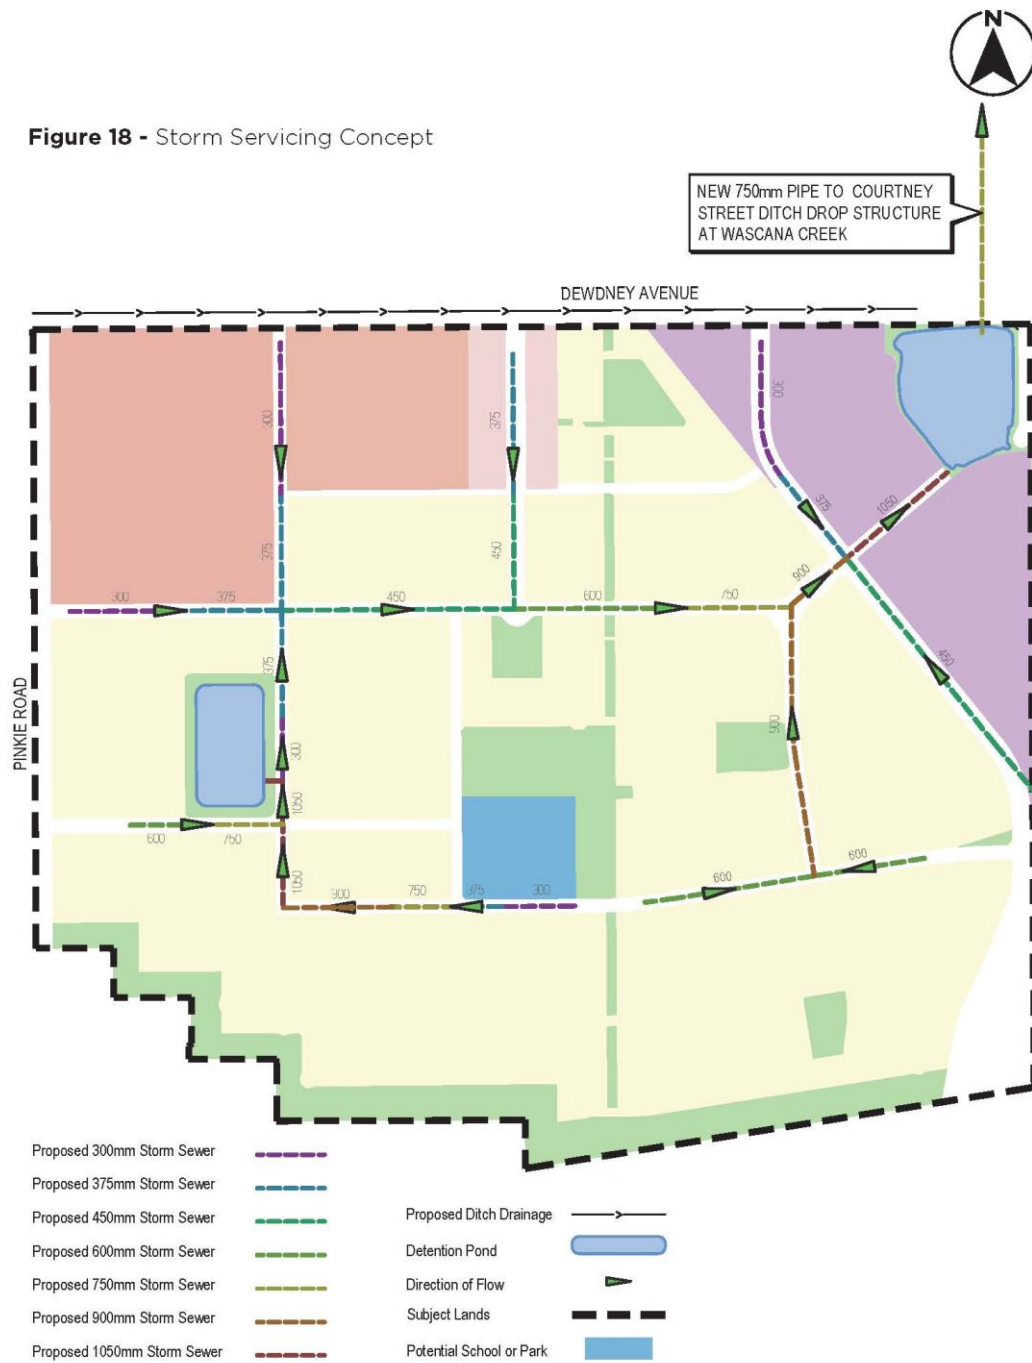 N
Figure 18 - Storm Servicing Concept
NEW 750mm PIPE TO COURTNEY
STREET DITCH DROP STRUCTURE
AT WASCANA CREEK
DEWDNEY AVENUE
PINKIE ROAD
300
375
300
375
1050
375
450
900
300
375
450
600
750
375
450
300
900
1050
600
750
1050
900
750
375
300
600
600
Proposed 300mm Storm Sewer
Proposed 375mm Storm Sewer
Proposed 450mm Storm Sewer
Proposed 600mm Storm Sewer
Proposed 750mm Storm Sewer
Proposed 900mm Storm Sewer
Proposed 1050mm Storm Sewer
Proposed Ditch Drainage
Detention Pond
Direction of Flow
Subject Lands
Potential School or Park